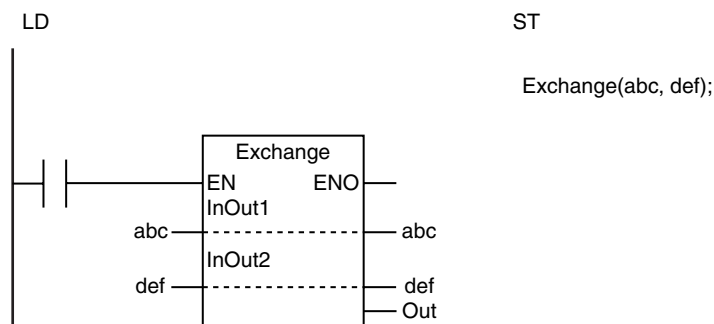 LD ST
Exchange(abc, def);
Exchange
EN ENO
InOut1
abc abc
InOut2
def def
Out